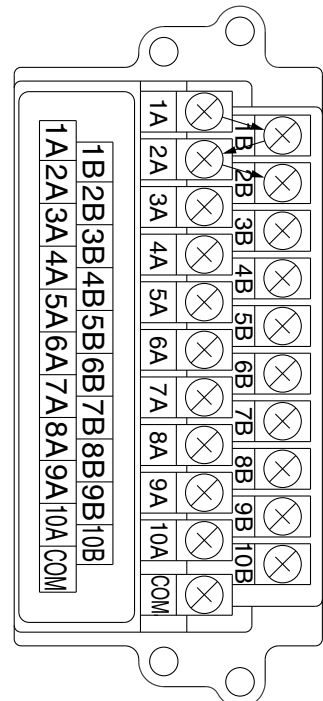 1A 2A 3A 4A 5A 6A 7A 8A 9A 10A COM
1B 2B 3B 4B 5B 6B 7B 8B 9B 10B
1A
2A
3A
4A
5A
6A
7A
8A
9A
10A
COM
1B
2B
3B
4B
5B
6B
7B
8B
9B
10B